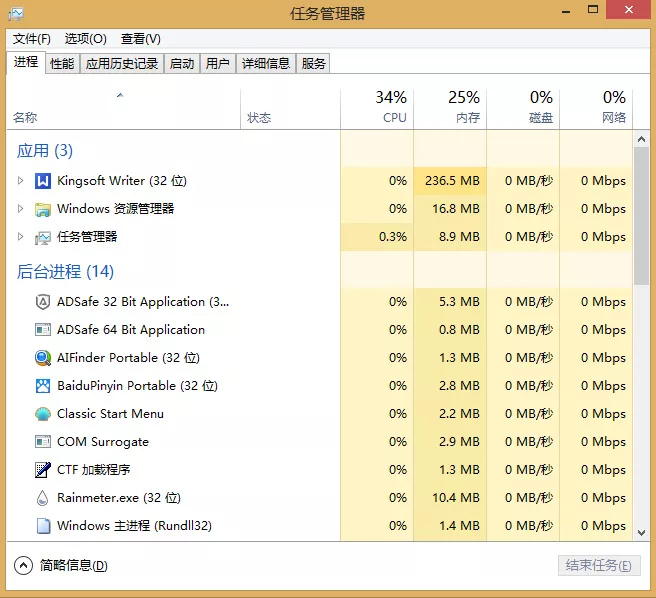 任务管理器
文件(F) 选项(O) 查看(V)
进程 性能 应用历史记录 启动 用户 详细信息 服务
34% 25% 0% 0%
名称 状态 CPU 内存 磁盘 网络
应用 (3)
Kingsoft Writer (32 位) 0% 236.5 MB 0 MB/秒 0 Mbps
Windows 资源管理器 0% 16.8 MB 0 MB/秒 0 Mbps
任务管理器 0.3% 8.9 MB 0 MB/秒 0 Mbps
后台进程 (14)
ADSafe 32 Bit Application (3... 0% 5.3 MB 0 MB/秒 0 Mbps
ADSafe 64 Bit Application 0% 0.8 MB 0 MB/秒 0 Mbps
AIFinder Portable (32 位) 0% 1.3 MB 0 MB/秒 0 Mbps
BaiduPinyin Portable (32 位) 0% 2.8 MB 0 MB/秒 0 Mbps
Classic Start Menu 0% 2.2 MB 0 MB/秒 0 Mbps
COM Surrogate 0% 2.9 MB 0 MB/秒 0 Mbps
CTF 加载程序 0% 1.3 MB 0 MB/秒 0 Mbps
Rainmeter.exe (32 位) 0% 10.4 MB 0 MB/秒 0 Mbps
Windows 主进程 (Rundll32) 0% 1.4 MB 0 MB/秒 0 Mbps
简略信息(D) 结束任务(E)